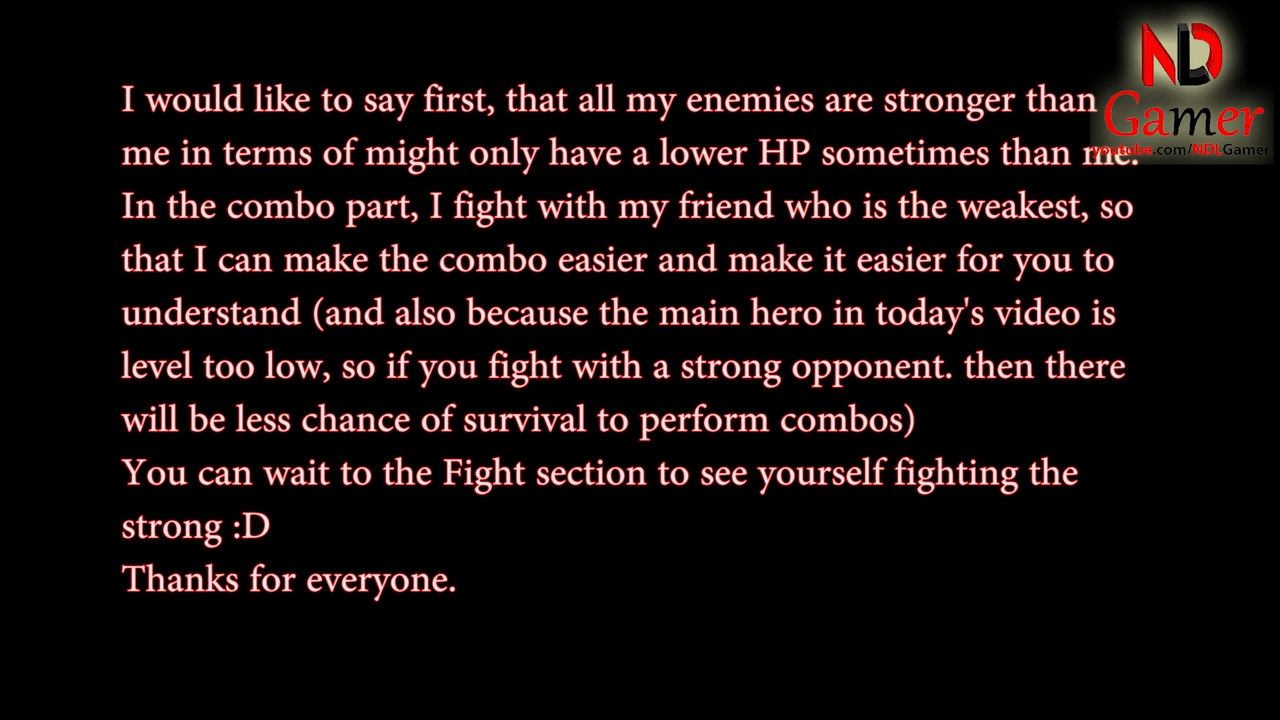 I would like to say first, that all my enemies are stronger than
me in terms of might only have a lower HP sometimes than me.
In the combo part, I fight with my friend who is the weakest, so
that I can make the combo easier and make it easier for you to
understand (and also because the main hero in today's video is
level too low, so if you fight with a strong opponent. then there
will be less chance of survival to perform combos)
You can wait to the Fight section to see yourself fighting the
strong :D
Thanks for everyone.
NLD
Gamer
youtube.com/NDLGamer